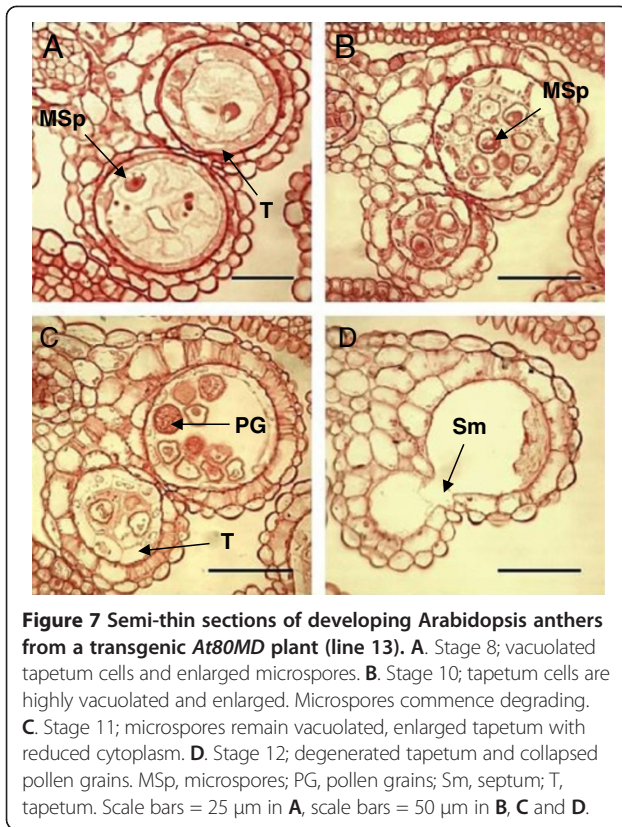 A
MSp
T
B
MSp
C
PG
T
D
Sm
Figure 7 Semi-thin sections of developing Arabidopsis anthers
from a transgenic At80MD plant (line 13). A. Stage 8; vacuolated
tapetum cells and enlarged microspores. B. Stage 10; tapetum cells are
highly vacuolated and enlarged. Microspores commence degrading.
C. Stage 11; microspores remain vacuolated, enlarged tapetum with
reduced cytoplasm. D. Stage 12; degenerated tapetum and collapsed
pollen grains. MSp, microspores; PG, pollen grains; Sm, septum; T,
tapetum. Scale bars = 25 μm in A, scale bars = 50 μm in B, C and D.